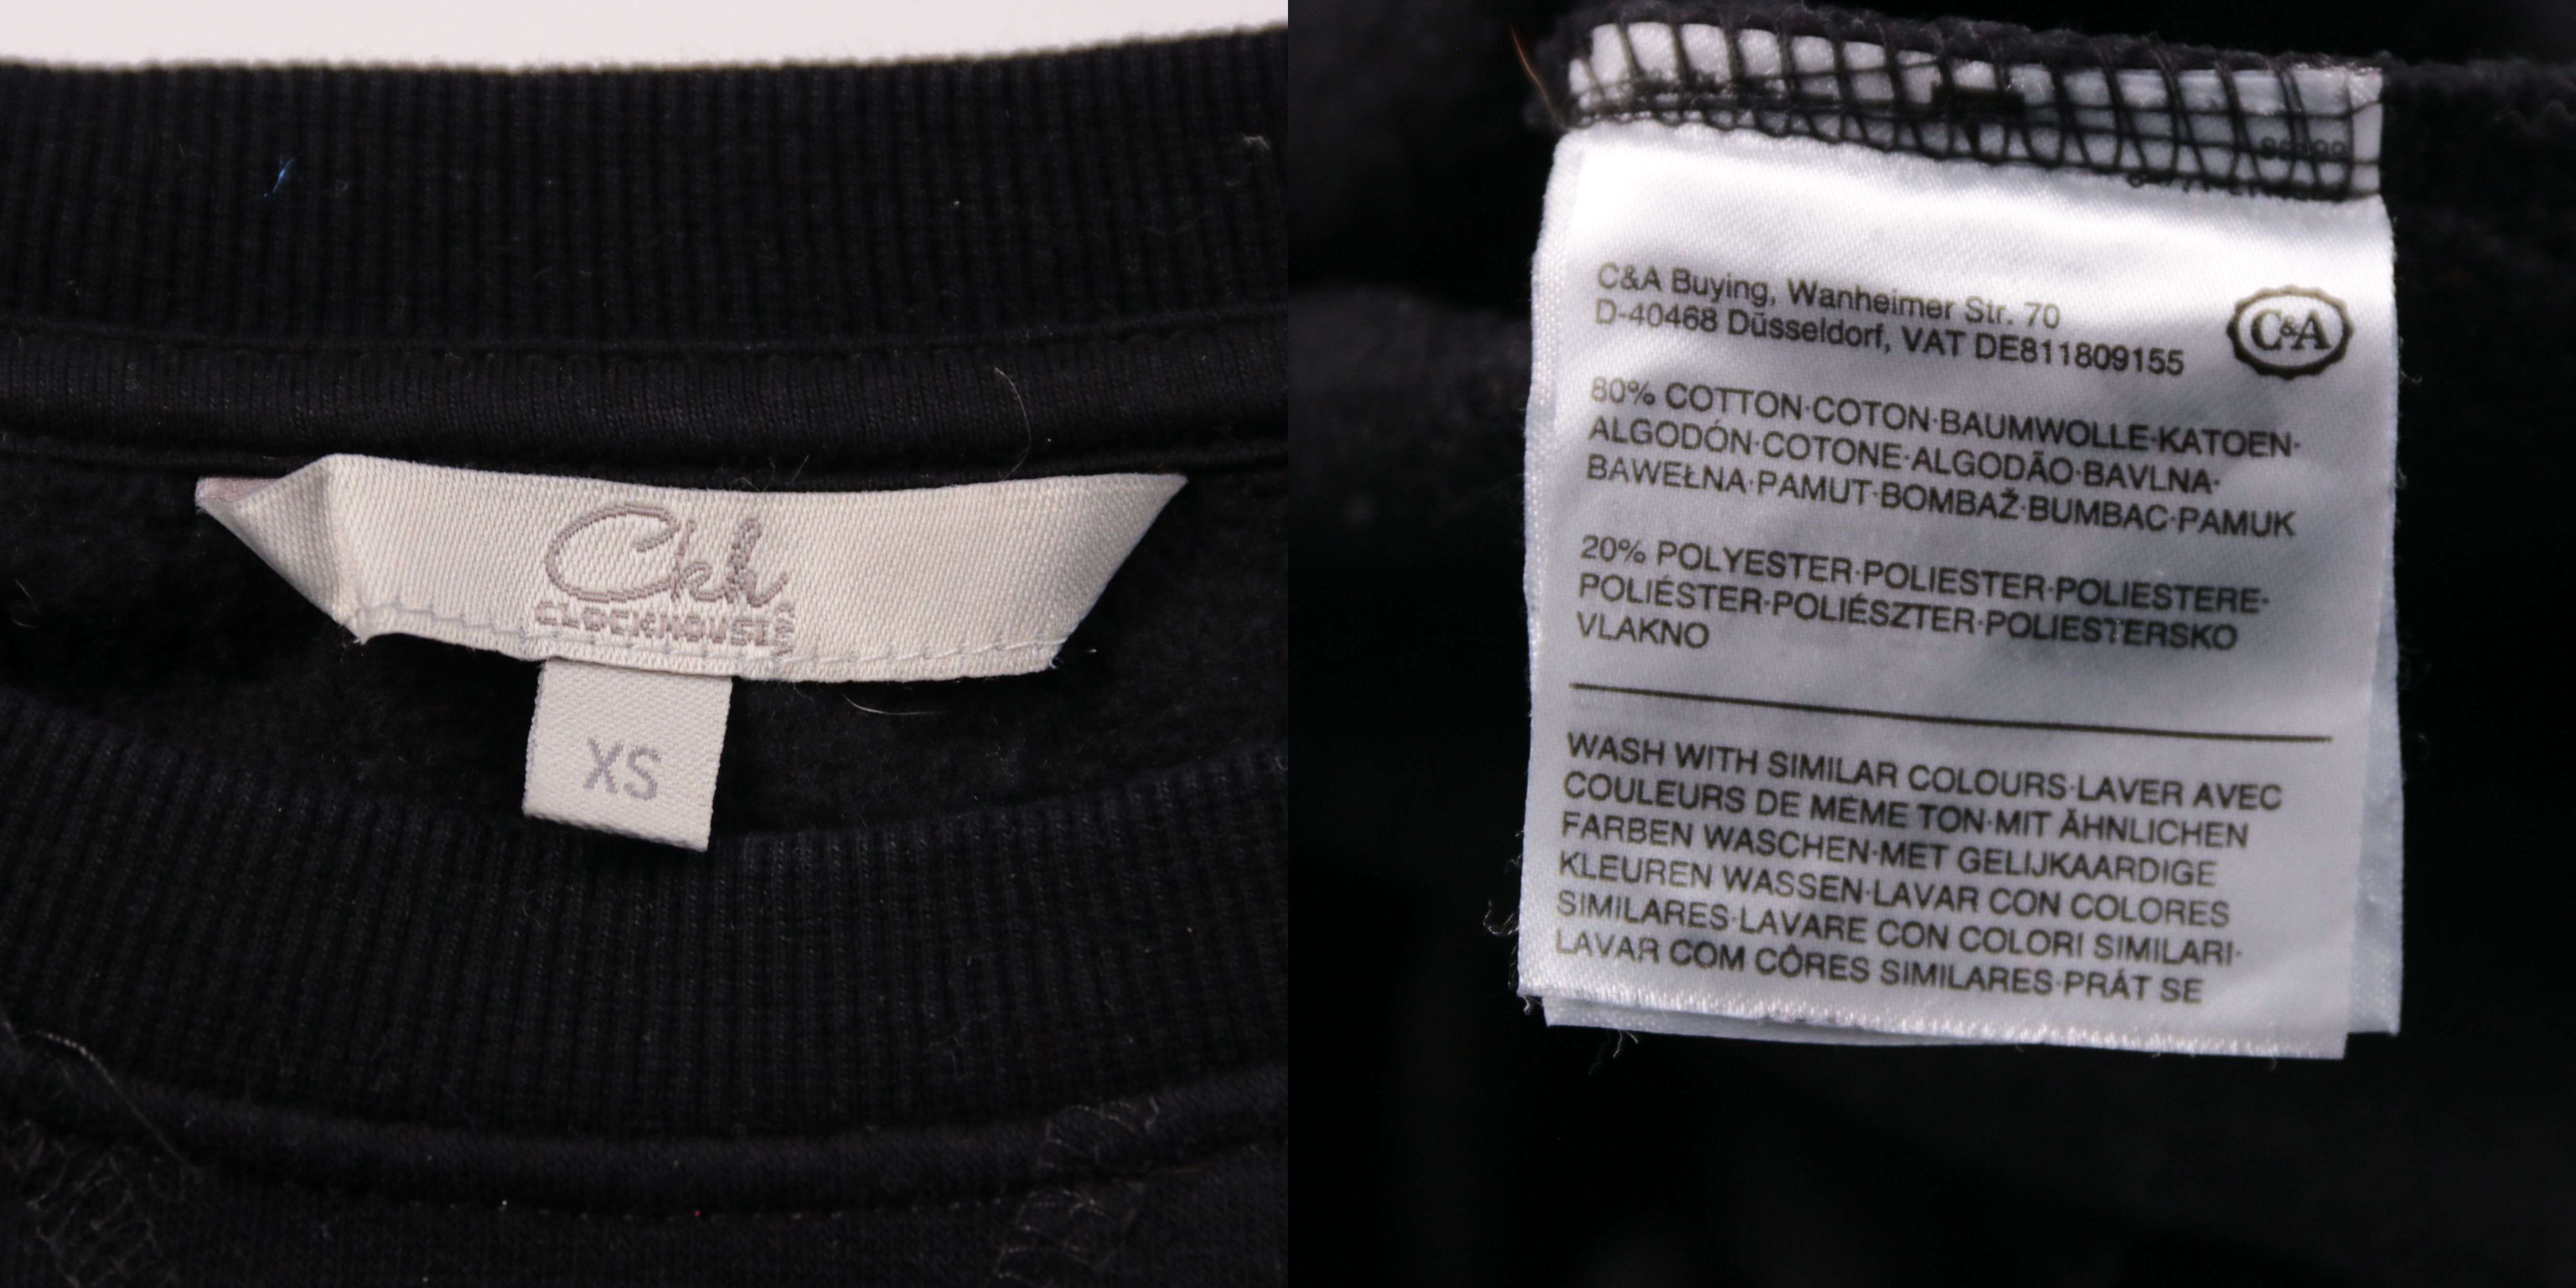 Ckh
CLOCKHOUSE
XS
C&A Buying, Wanheimer Str. 70
D-40468 Düsseldorf, VAT DE811809155
C&A
80% COTTON·COTON·BAUMWOLLE·KATOEN·
ALGODÓN·COTONE·ALGODÃO·BAVLNA·
BAWEŁNA·PAMUT·BOMBAŽ·BUMBAC·PAMUK
20% POLYESTER·POLIESTER·POLIESTERE·
POLIÉSTER·POLIÉSZTER·POLIESTERSKO
VLAKNO
WASH WITH SIMILAR COLOURS·LAVER AVEC
COULEURS DE MÊME TON·MIT ÄHNLICHEN
FARBEN WASCHEN·MET GELIJKAARDIGE
KLEUREN WASSEN·LAVAR CON COLORES
SIMILARES·LAVARE CON COLORI SIMILARI·
LAVAR COM CÔRES SIMILARES·PRÁT SE